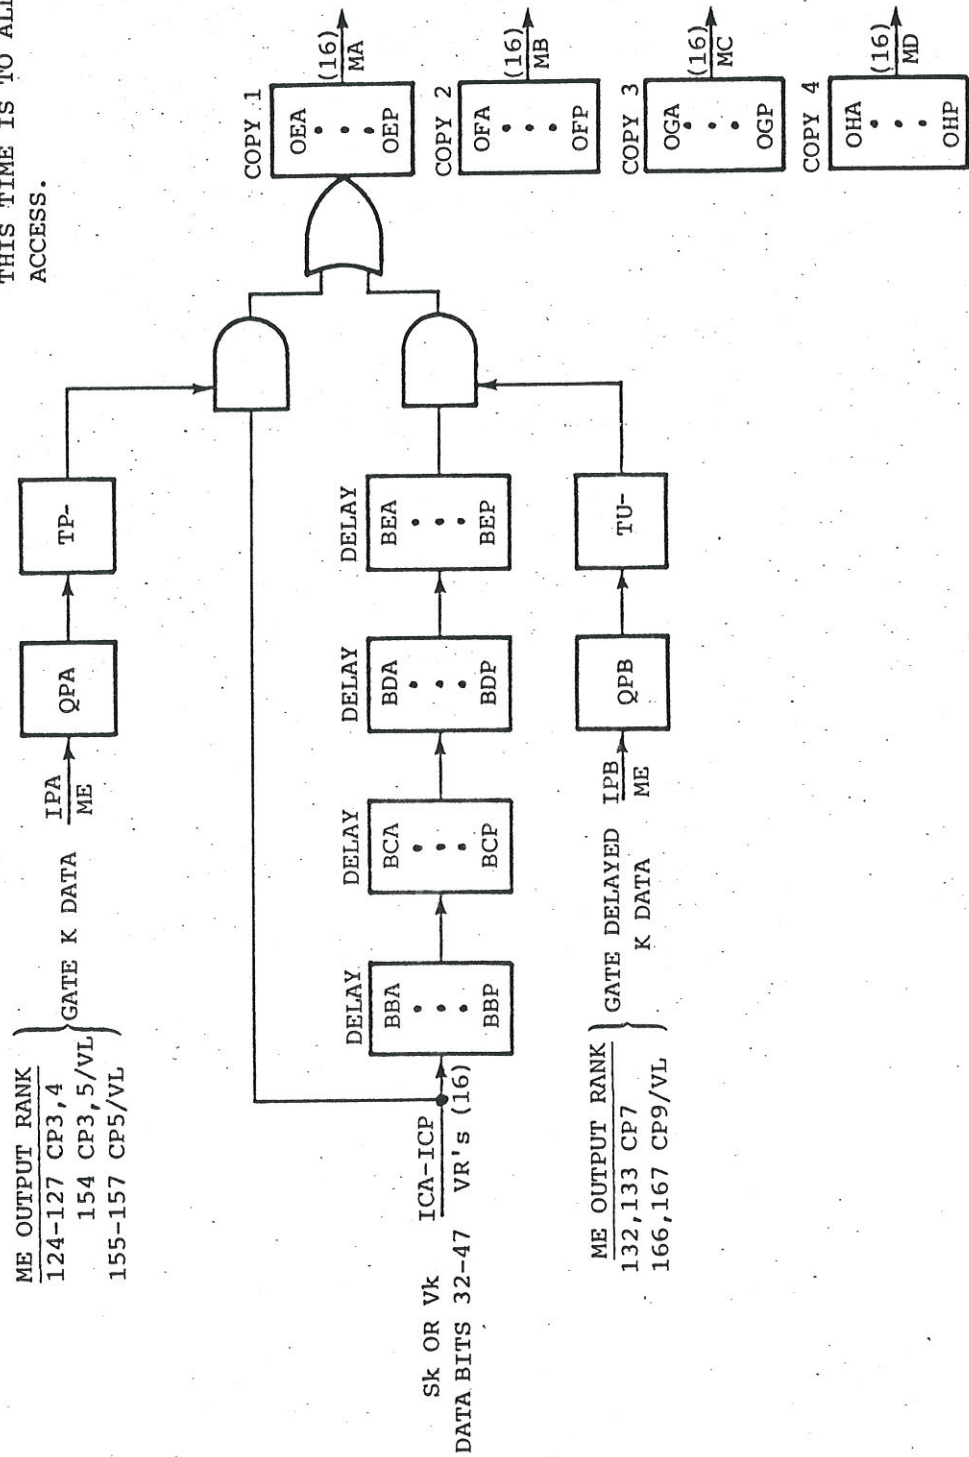 THIS TIME IS TO
ACCESS.
ME OUTPUT RANK
124-127 CP3,4
154 CP3,5/VL
155-157 CP5/VL
GATE K DATA
IPA
ME
QPA
TP-
Sk OR Vk
DATA BITS 32-47
ICA-ICP
VR's (16)
DELAY
BBA
BBP
DELAY
BCA
BCP
DELAY
BDA
BDP
DELAY
BEA
BEP
ME OUTPUT RANK
132,133 CP7
166,167 CP9/VL
GATE DELAYED
K DATA
IPB
ME
QPB
TU-
COPY 1
OEA
OEP
(16)
MA
COPY 2
OFA
OFP
(16)
MB
COPY 3
OGA
OGP
(16)
MC
COPY 4
OHA
OHP
(16)
MD